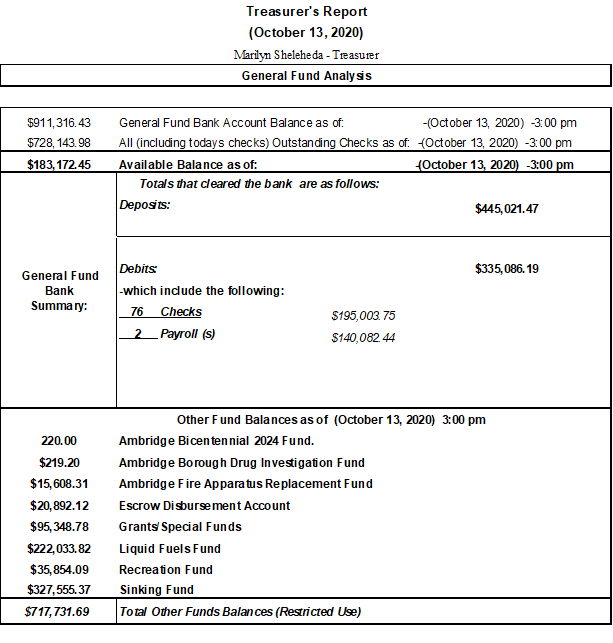 Treasurer's Report
(October 13, 2020)
Marilyn Sheleheda - Treasurer
General Fund Analysis
$911,316.43 General Fund Bank Account Balance as of: -(October 13, 2020) -3:00 pm
$728,143.98 All (including todays checks) Outstanding Checks as of: -(October 13, 2020) -3:00 pm
$183,172.45 Available Balance as of: -(October 13, 2020) -3:00 pm
Totals that cleared the bank are as follows:
Deposits: $445,021.47
General Fund
Bank
Summary:
Debits: $335,086.19
-which include the following:
76 Checks $195,003.75
2 Payroll (s) $140,082.44
Other Fund Balances as of (October 13, 2020) 3:00 pm
220.00 Ambridge Bicentennial 2024 Fund.
$219.20 Ambridge Borough Drug Investigation Fund
$15,608.31 Ambridge Fire Apparatus Replacement Fund
$20,892.12 Escrow Disbursement Account
$95,348.78 Grants/Special Funds
$222,033.82 Liquid Fuels Fund
$35,854.09 Recreation Fund
$327,555.37 Sinking Fund
$717,731.69 Total Other Funds Balances (Restricted Use)